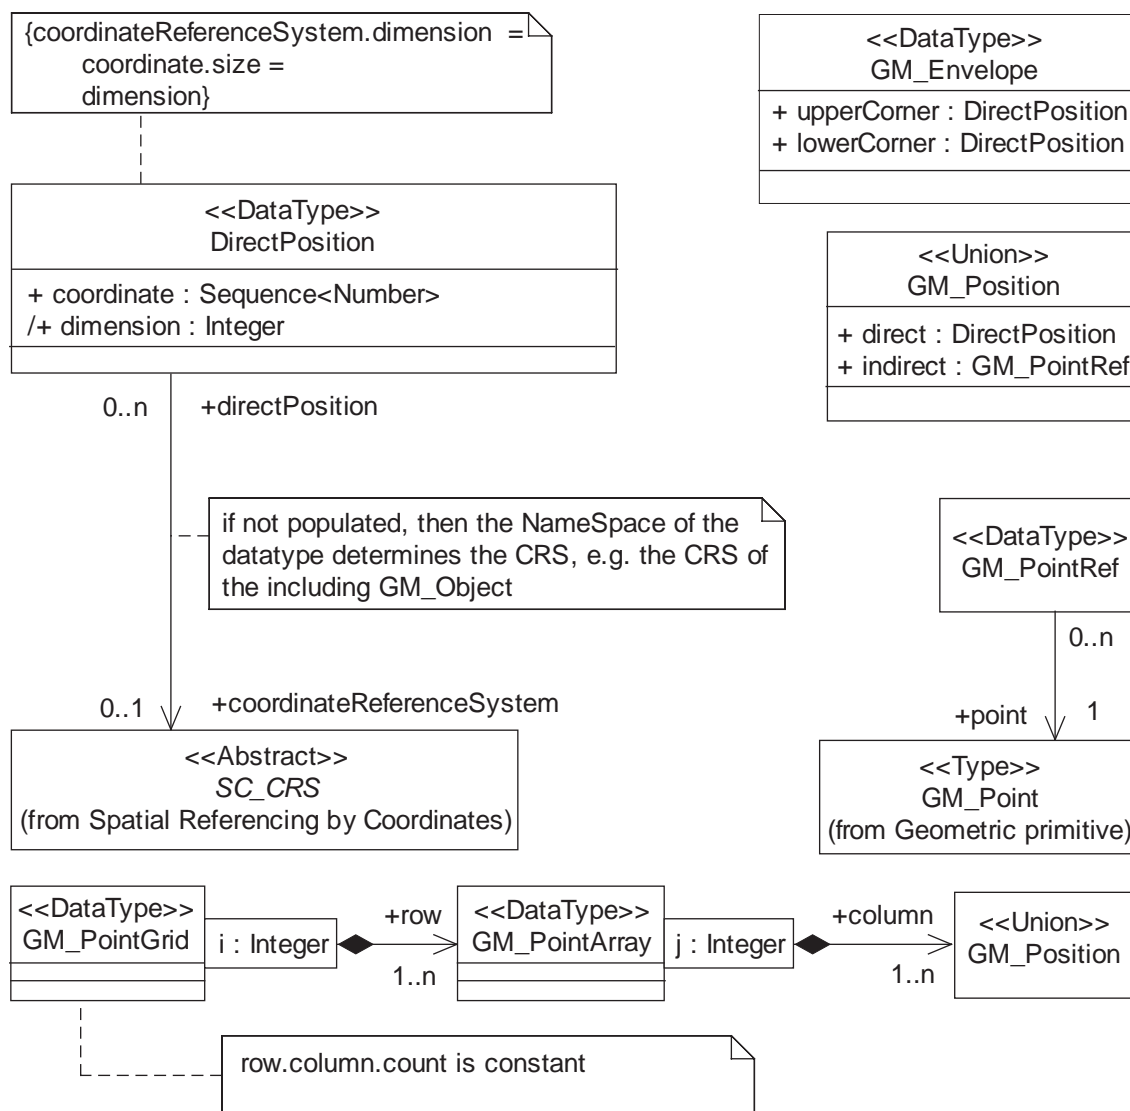 {coordinateReferenceSystem.dimension =
coordinate.size =
dimension}
<<DataType>>
GM_Envelope
+ upperCorner : DirectPosition
+ lowerCorner : DirectPosition
<<DataType>>
DirectPosition
+ coordinate : Sequence<Number>
/+ dimension : Integer
<<Union>>
GM_Position
+ direct : DirectPosition
+ indirect : GM_PointRef
0..n
+directPosition
if not populated, then the NameSpace of the
datatype determines the CRS, e.g. the CRS of
the including GM_Object
<<DataType>>
GM_PointRef
0..n
0..1
+coordinateReferenceSystem
+point
1
<<Abstract>>
SC_CRS
(from Spatial Referencing by Coordinates)
<<Type>>
GM_Point
(from Geometric primitive)
<<DataType>>
GM_PointGrid
i : Integer
+row
1..n
<<DataType>>
GM_PointArray
j : Integer
+column
1..n
<<Union>>
GM_Position
row.column.count is constant